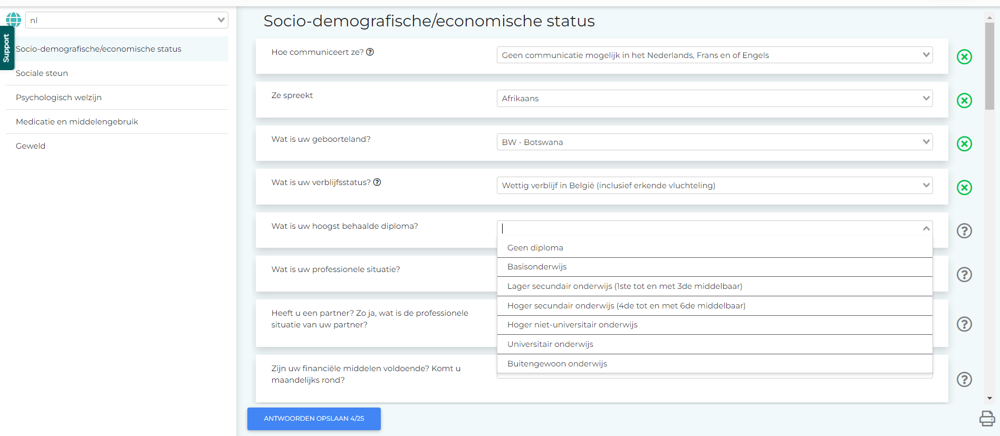 nl
Support
Socio-demografische/economische status
Sociale steun
Psychologisch welzijn
Medicatie en middelengebruik
Geweld
Socio-demografische/economische status
Hoe communiceert ze?
Geen communicatie mogelijk in het Nederlands, Frans en of Engels
Ze spreekt
Afrikaans
Wat is uw geboorteland?
BW - Botswana
Wat is uw verblijfsstatus?
Wettig verblijf in België (inclusief erkende vluchteling)
Wat is uw hoogst behaalde diploma?
Geen diploma
Basisonderwijs
Lager secundair onderwijs (1ste tot en met 3de middelbaar)
Hoger secundair onderwijs (4de tot en met 6de middelbaar)
Hoger niet-universitair onderwijs
Universitair onderwijs
Buitengewoon onderwijs
Wat is uw professionele situatie?
Heeft u een partner? Zo ja, wat is de professionele
situatie van uw partner?
Zijn uw financiële middelen voldoende? Komt u
maandelijks rond?
ANTWOORDEN OPSLAAN 4/25